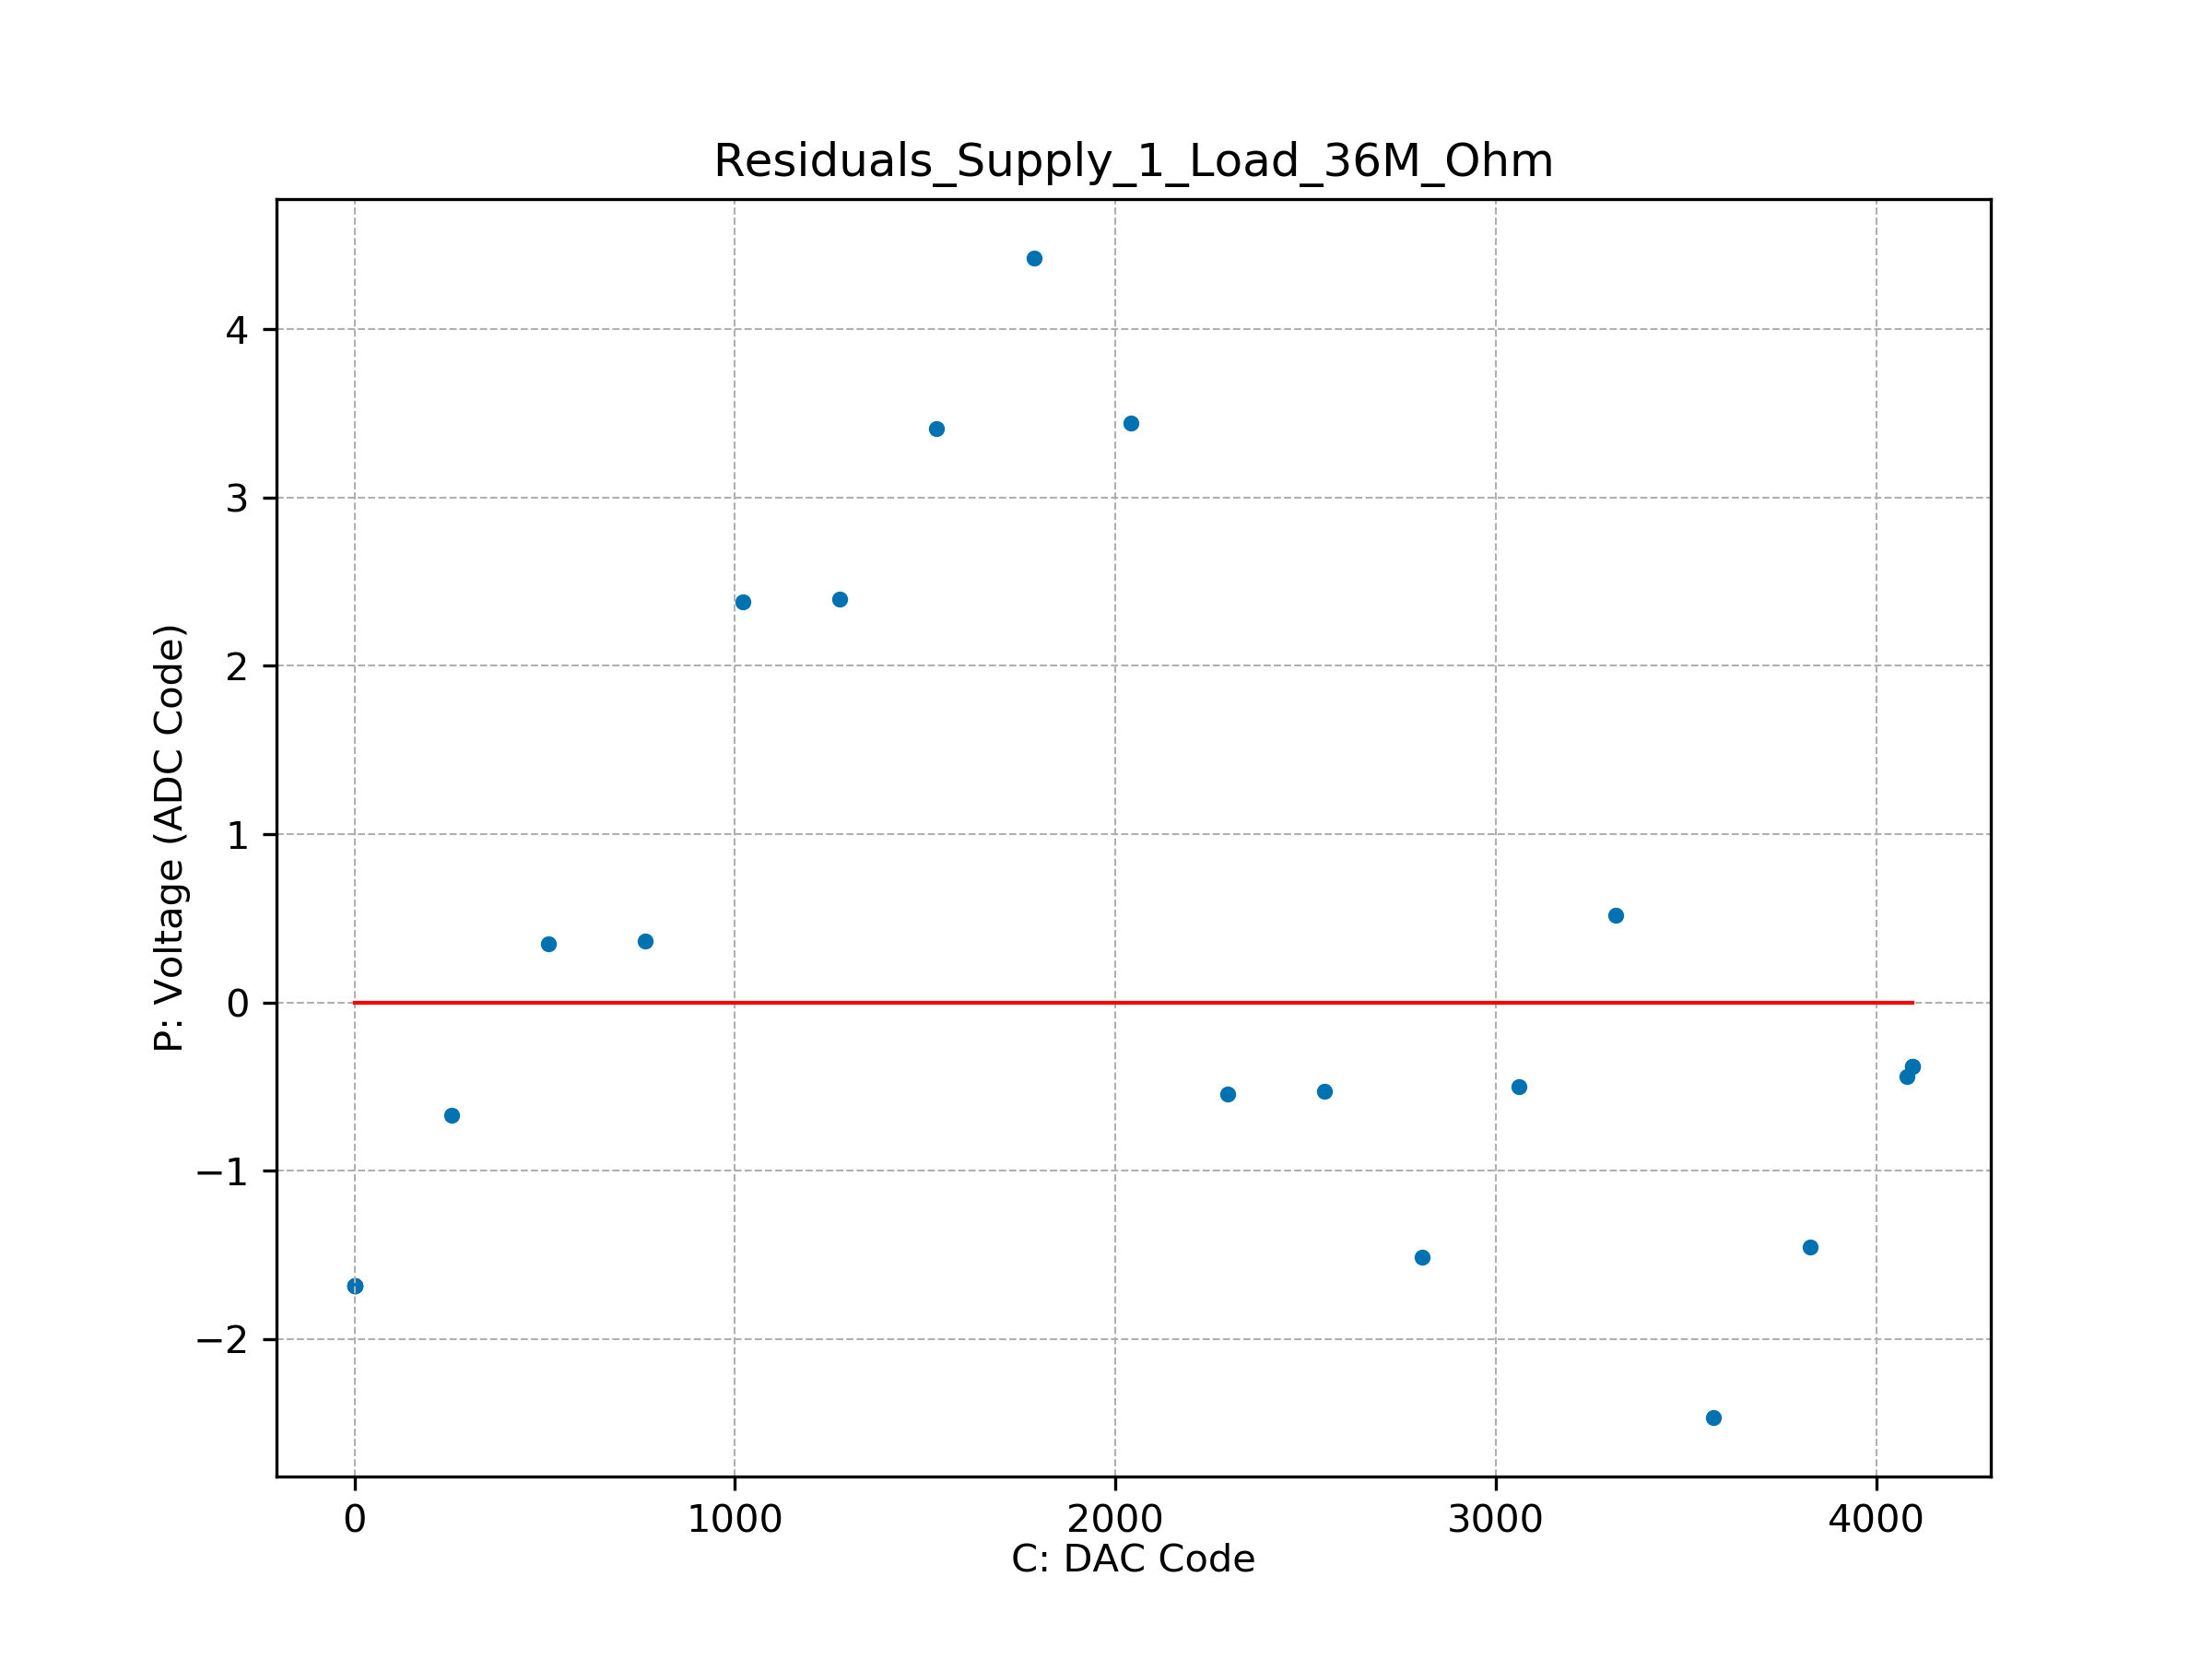 Residuals_Supply_1_Load_36M_Ohm
P: Voltage (ADC Code)
4
3
2
1
0
−1
−2
0 1000 2000 3000 4000
C: DAC Code